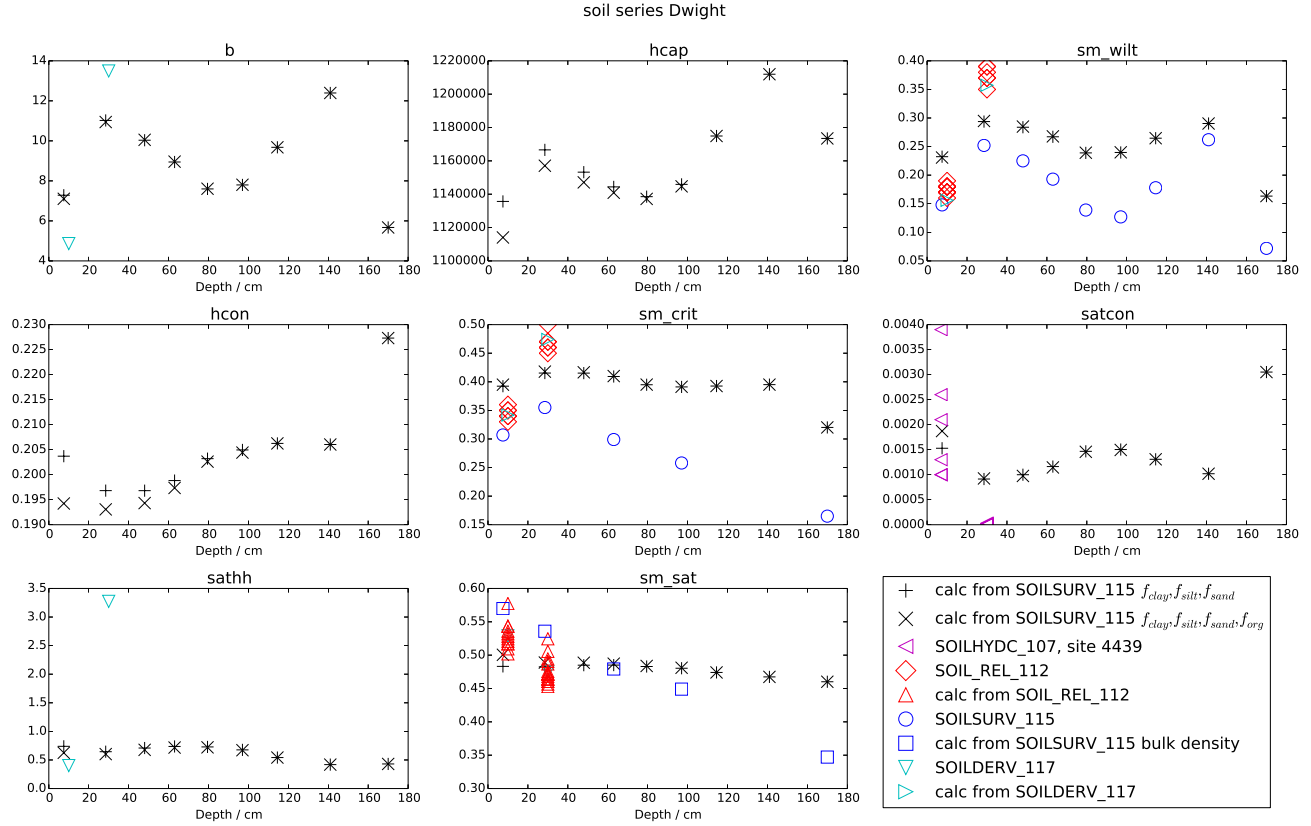 soil series Dwight
b
14
12
10
8
6
4
0 20 40 60 80 100 120 140 160 180
Depth / cm
hcap
1220000
1200000
1180000
1160000
1140000
1120000
1100000
0 20 40 60 80 100 120 140 160 180
Depth / cm
sm_wilt
0.40
0.35
0.30
0.25
0.20
0.15
0.10
0.05
0 20 40 60 80 100 120 140 160 180
Depth / cm
hcon
0.230
0.225
0.220
0.215
0.210
0.205
0.200
0.195
0.190
0 20 40 60 80 100 120 140 160 180
Depth / cm
sm_crit
0.50
0.45
0.40
0.35
0.30
0.25
0.20
0.15
0 20 40 60 80 100 120 140 160 180
Depth / cm
satcon
0.0040
0.0035
0.0030
0.0025
0.0020
0.0015
0.0010
0.0005
0.0000
0 20 40 60 80 100 120 140 160 180
Depth / cm
sathh
3.5
3.0
2.5
2.0
1.5
1.0
0.5
0.0
0 20 40 60 80 100 120 140 160 180
Depth / cm
sm_sat
0.60
0.55
0.50
0.45
0.40
0.35
0.30
0 20 40 60 80 100 120 140 160 180
Depth / cm
calc from SOILSURV_115 f_clay,f_silt,f_sand
calc from SOILSURV_115 f_clay,f_silt,f_sand,f_org
SOILHYDC_107, site 4439
SOIL_REL_112
calc from SOIL_REL_112
SOILSURV_115
calc from SOILSURV_115 bulk density
SOILDERV_117
calc from SOILDERV_117